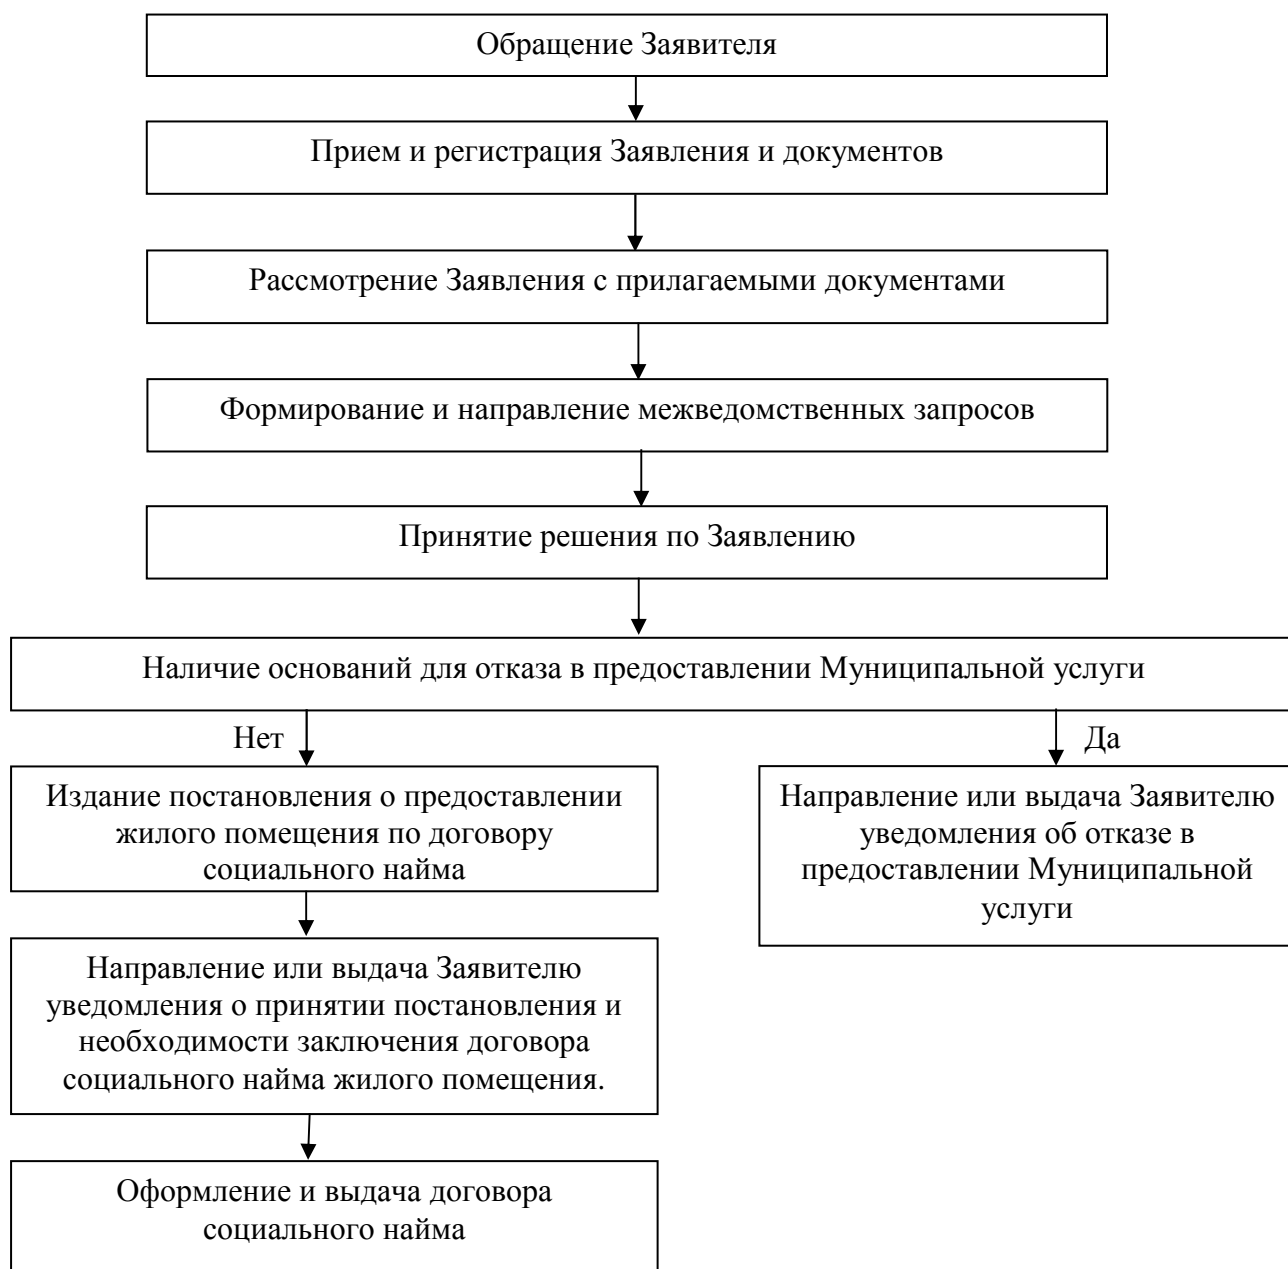 Обращение Заявителя
Прием и регистрация Заявления и документов
Рассмотрение Заявления с прилагаемыми документами
Формирование и направление межведомственных запросов
Принятие решения по Заявлению
Наличие оснований для отказа в предоставлении Муниципальной услуги
Нет
Да
Издание постановления о предоставлении
жилого помещения по договору
социального найма
Направление или выдача Заявителю
уведомления об отказе в
предоставлении Муниципальной
услуги
Направление или выдача Заявителю
уведомления о принятии постановления и
необходимости заключения договора
социального найма жилого помещения.
Оформление и выдача договора
социального найма